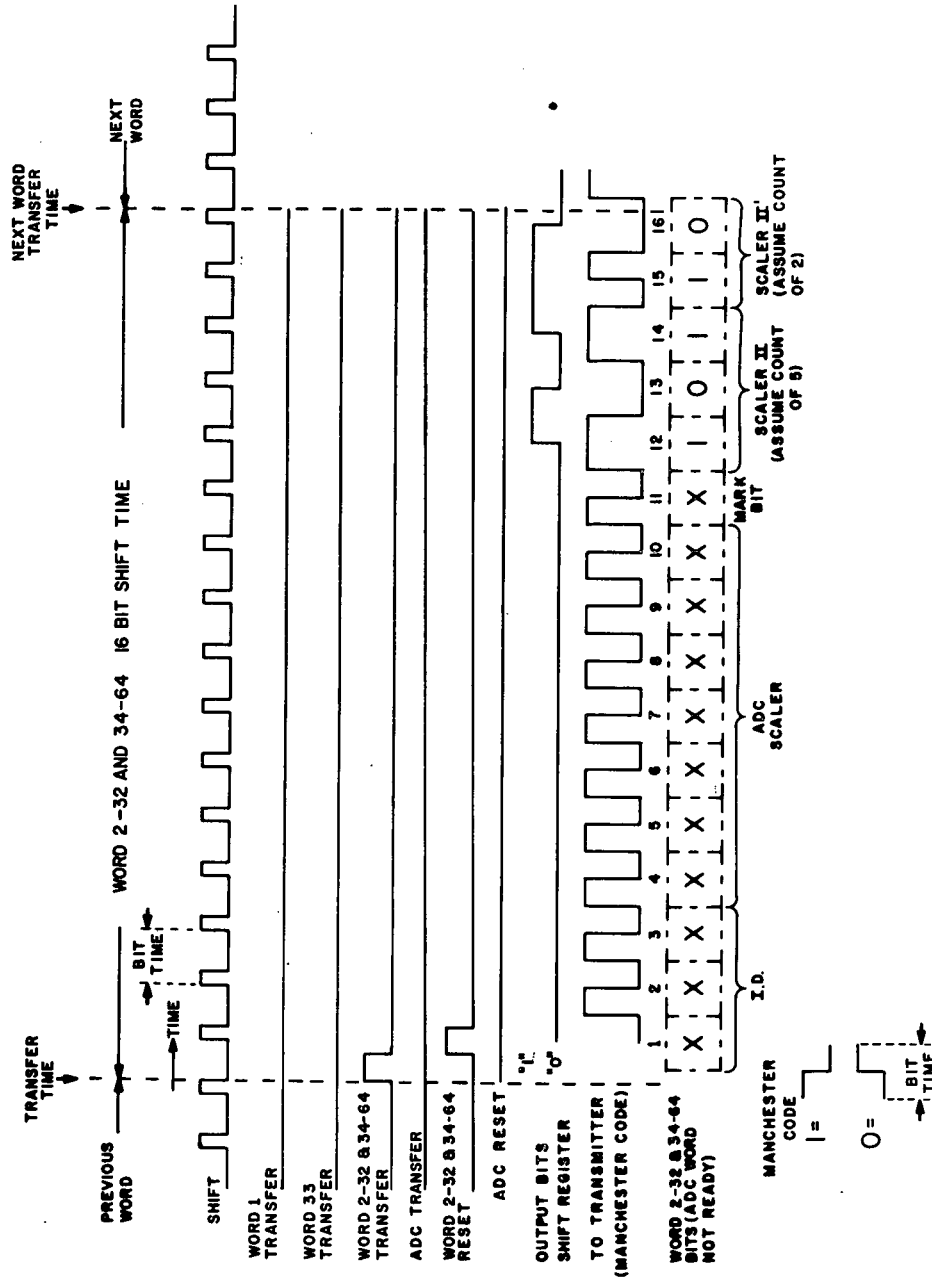 TRANSFER
TIME
NEXT WORD
TRANSFER
TIME
PREVIOUS
WORD
WORD 2-32 AND 34-64 16 BIT SHIFT TIME
NEXT
WORD
TIME
BIT
TIME
SHIFT
WORD 1
TRANSFER
WORD 33
TRANSFER
WORD 2-32 & 34-64
TRANSFER
ADC TRANSFER
WORD 2-32 & 34-64
RESET
ADC RESET
OUTPUT BITS
SHIFT REGISTER
"1"
"0"
TO TRANSMITTER
(MANCHESTER CODE)
1 2 3 4 5 6 7 8 9 10 11 12 13 14 15 16
WORD 2-32 & 34-64
BITS (ADC WORD
NOT READY)
X X X X X X X X X X X 1 0 1 1 0
I.D.
ADC
SCALER
MARK
BIT
SCALER II
(ASSUME COUNT
OF 5)
SCALER II'
(ASSUME COUNT
OF 2)
MANCHESTER
CODE
1 =
0 =
BIT
TIME